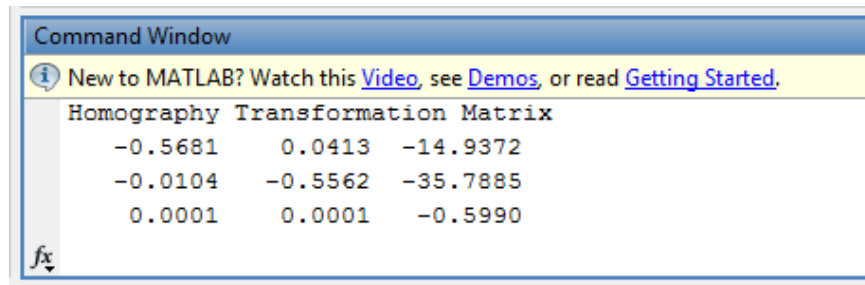 Command Window
New to MATLAB? Watch this Video, see Demos, or read Getting Started.
Homography Transformation Matrix
-0.5681 0.0413 -14.9372
-0.0104 -0.5562 -35.7885
0.0001 0.0001 -0.5990
fx